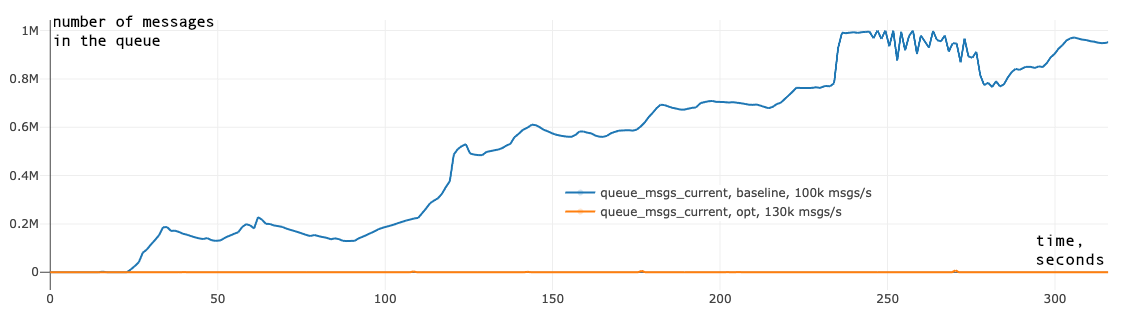 number of messages
in the queue
1M
0.8M
0.6M
0.4M
0.2M
0
queue_msgs_current, baseline, 100k msgs/s
queue_msgs_current, opt, 130k msgs/s
time,
seconds
0 50 100 150 200 250 300